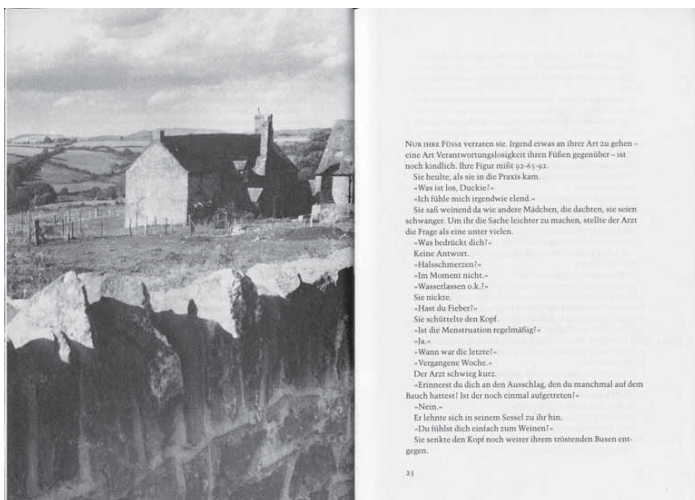 NUR IHRE FÜSSE verraten sie. Irgend etwas an ihrer Art zu gehen –
eine Art Verantwortungslosigkeit ihren Füßen gegenüber – ist
noch kindlich. Ihre Figur mißt 92-65-92.
Sie heulte, als sie in die Praxis kam.
»Was ist los, Duckie?«
»Ich fühle mich irgendwie elend.«
Sie saß weinend da wie andere Mädchen, die dachten, sie seien
schwanger. Um ihr die Sache leichter zu machen, stellte der Arzt
die Frage als eine unter vielen.
»Was bedrückt dich?«
Keine Antwort.
»Halsschmerzen?«
»Im Moment nicht.«
»Wasserlassen o.k.?«
Sie nickte.
»Hast du Fieber?«
Sie schüttelte den Kopf.
»Ist die Menstruation regelmäßig?«
»Ja.«
»Wann war die letzte?«
»Vergangene Woche.«
Der Arzt schwieg kurz.
»Erinnerst du dich an den Ausschlag, den du manchmal auf dem
Bauch hattest? Ist der noch einmal aufgetreten?«
»Nein.«
Er lehnte sich in seinem Sessel zu ihr hin.
»Du fühlst dich einfach zum Weinen?«
Sie senkte den Kopf noch weiter ihrem tröstenden Busen ent-
gegen.
25